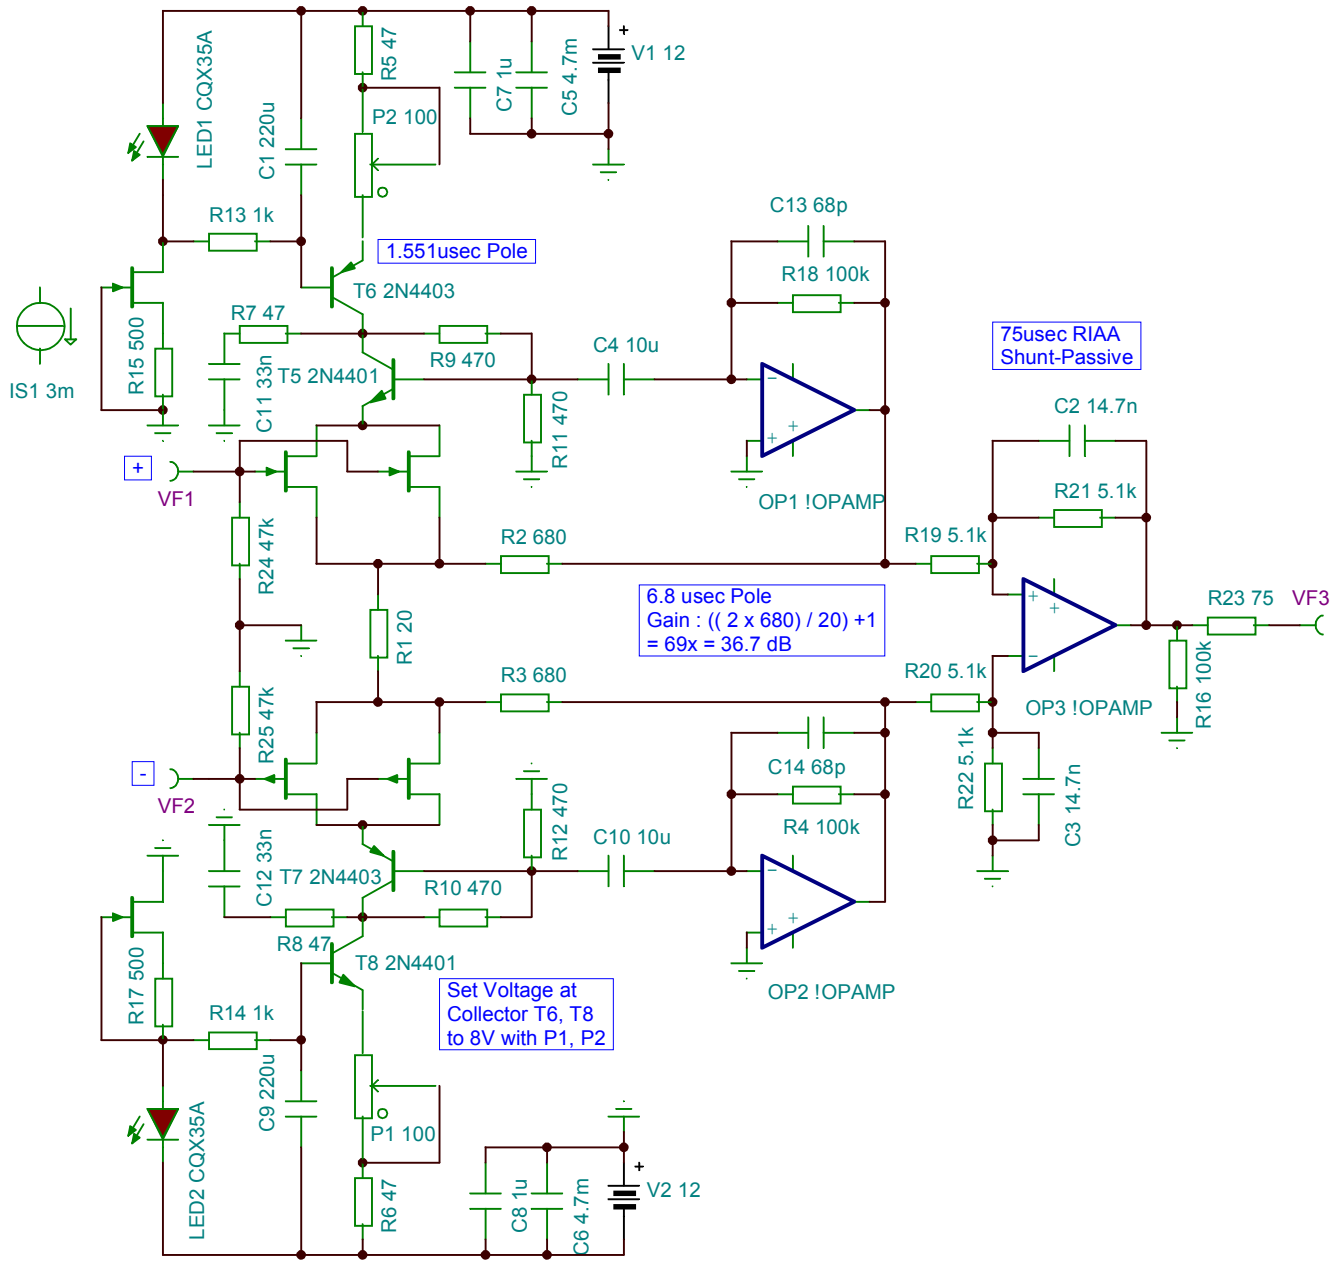 R5 47
V1 12
C7 1u
C5 4.7m
LED1 CQX35A
C1 220u
P2 100
R13 1k
1.551usec Pole
C13 68p
R18 100k
T6 2N4403
R7 47
R9 470
C4 10u
75usec RIAA
Shunt-Passive
R15 500
IS1 3m
C11 33n
T5 2N4401
R11 470
C2 14.7n
+
VF1
OP1 !OPAMP
R21 5.1k
R24 47k
R2 680
R19 5.1k
6.8 usec Pole
Gain : (( 2 x 680) / 20) +1
= 69x = 36.7 dB
R23 75
VF3
R1 20
R3 680
R20 5.1k
R25 47k
OP3 !OPAMP
R16 100k
-
VF2
C14 68p
R22 5.1k
C3 14.7n
R12 470
C10 10u
R4 100k
C12 33n
T7 2N4403
R10 470
R8 47
T8 2N4401
R17 500
R14 1k
Set Voltage at
Collector T6, T8
to 8V with P1, P2
OP2 !OPAMP
C9 220u
P1 100
LED2 CQX35A
R6 47
C8 1u
C6 4.7m
V2 12